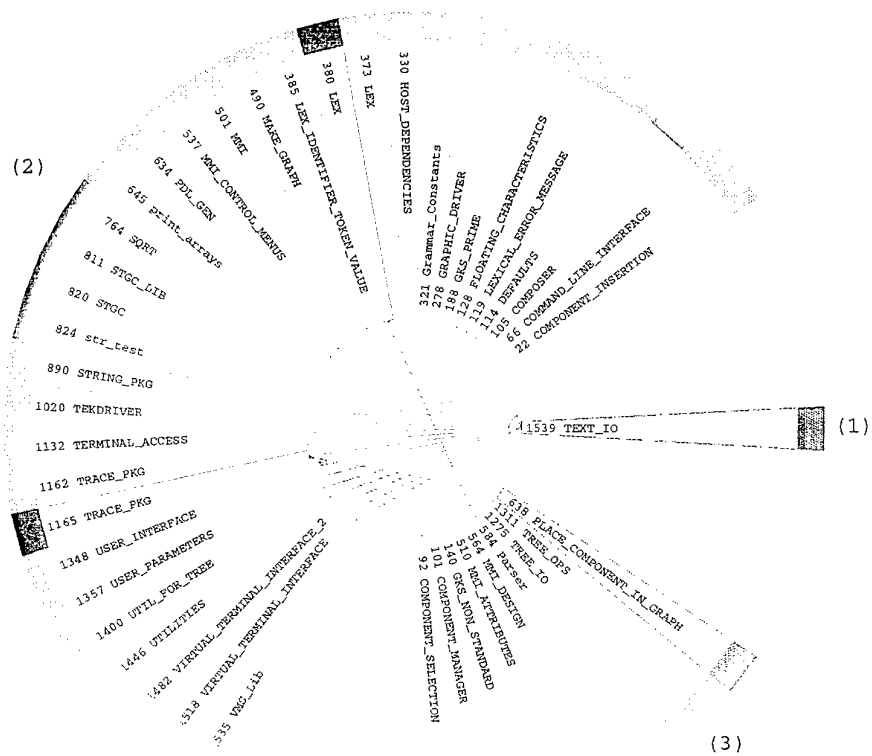 330 HOST_DEPENDENCIES
373 LEX
380 LEX
385 LEX_IDENTIFIER_TOKEN_VALUE
490 MAKE_GRAPH
501 MMI
537 MMI_CONTROL_MENUS
634 PDL_GEN
645 print_arrays
764 SQRT
811 STGC_LIB
820 STGC
824 str_test
890 STRING_PKG
1020 TEKDRIVER
1132 TERMINAL_ACCESS
1162 TRACE_PKG
1165 TRACE_PKG
1348 USER_INTERFACE
1357 USER_PARAMETERS
1400 UTIL_FOR_TREE
1446 UTILITIES
1482 VIRTUAL_TERMINAL_INTERFACE_2
1518 VIRTUAL_TERMINAL_INTERFACE
1535 VMS_Lib
(2)
321 Grammar_Constants
278 GRAPHIC_DRIVER
188 GKS_PRIME
128 FLOATING_CHARACTERISTICS
119 LEXICAL_ERROR_MESSAGE
114 DEFAULTS
105 COMPOSER
66 COMMAND_LINE_INTERFACE
22 COMPONENT_INSERTION
1539 TEXT_IO
(1)
638 PLACE_COMPONENT_IN_GRAPH
1311 TREE_OPS
1275 TREE_IO
584 Parser
564 MMI_DESIGN
510 MMI_ATTRIBUTES
140 GKS_NON_STANDARD
101 COMPONENT_MANAGER
92 COMPONENT_SELECTION
(3)